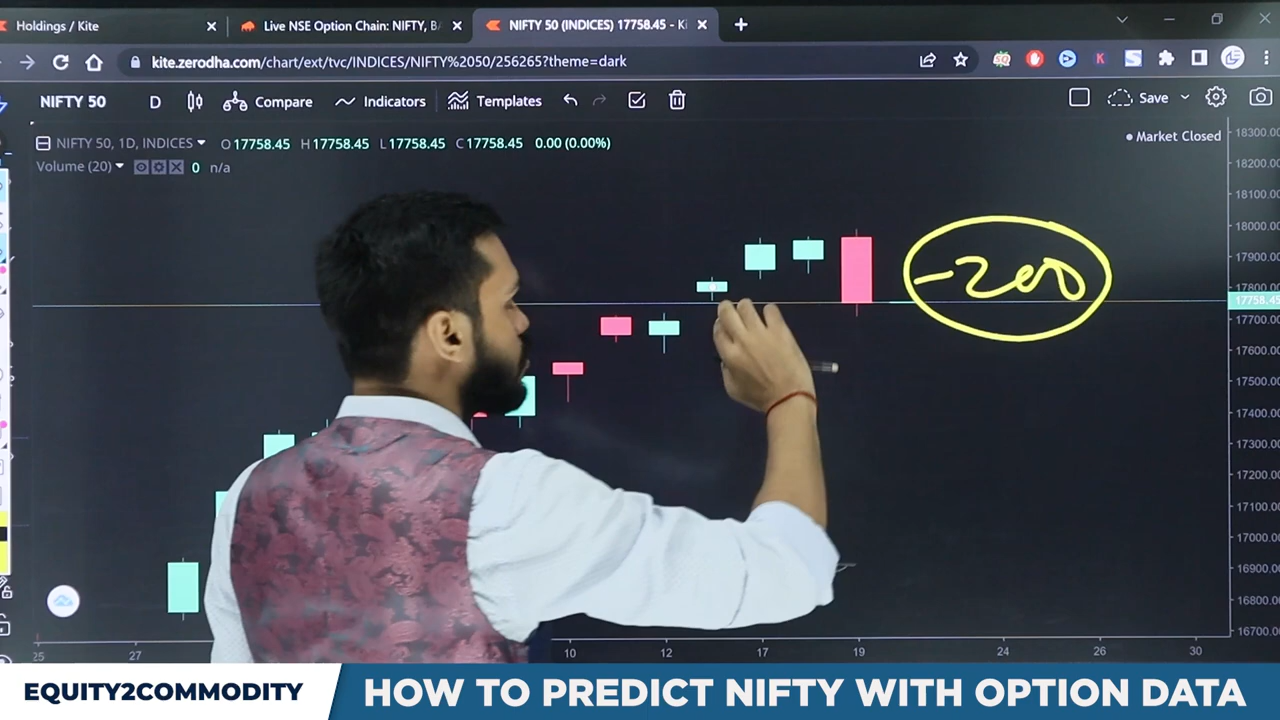 Holdings / Kite
Live NSE Option Chain: NIFTY, B
NIFTY 50 (INDICES) 17758.45 - Ki
kite.zerodha.com/chart/ext/tvc/INDICES/NIFTY%2050/256265?theme=dark
NIFTY 50 D Compare Indicators Templates Save
NIFTY 50, 1D, INDICES O17758.45 H17758.45 L17758.45 C17758.45 0.00 (0.00%)
Market Closed
Volume (20) 0 n/a
18300.00
18200.00
18100.00
18000.00
17900.00
17800.00
17758.45
17700.00
17600.00
17500.00
17400.00
17300.00
17200.00
17100.00
17000.00
16900.00
16800.00
16700.00
-200
25 27 10 12 17 19 24 26 30
EQUITY2COMMODITY
HOW TO PREDICT NIFTY WITH OPTION DATA